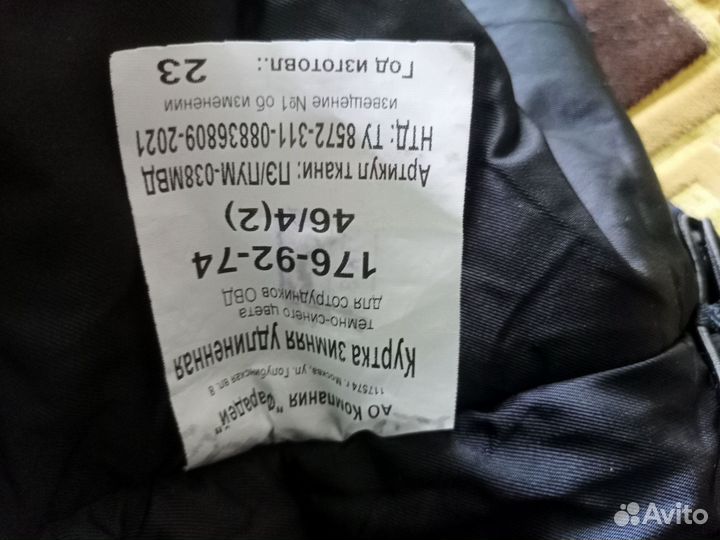 АО Компания "Фарадей"
117574 г. Москва, ул. Голубинская вл. 8
Куртка зимняя удлиненная
темно-синего цвета
для сотрудников ОВД
176-92-74
46/4(2)
Артикул ткани: ПЭ/ПУМ-038МВД
НТД: ТУ 8572-311-08836809-2021
извещение №1 об изменении
Год изготовл.: 23
Avito